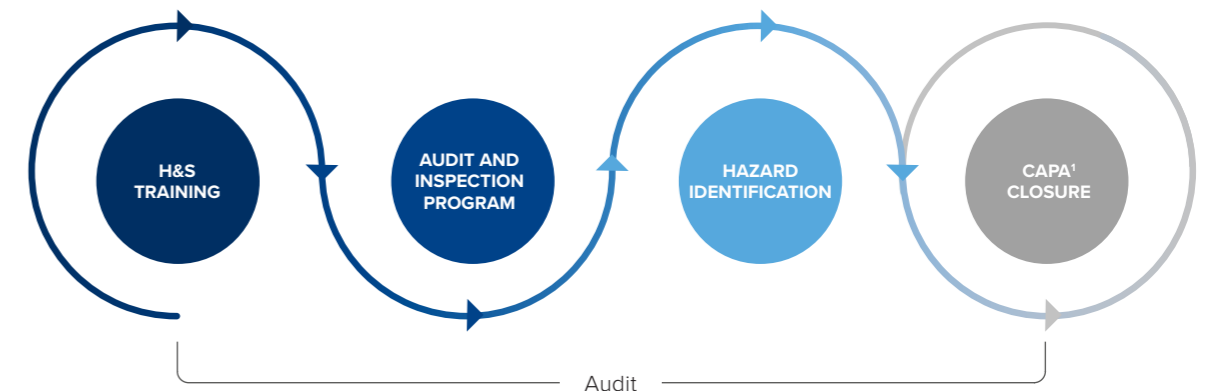 H&S
TRAINING
AUDIT AND
INSPECTION
PROGRAM
HAZARD
IDENTIFICATION
CAPA¹
CLOSURE
Audit